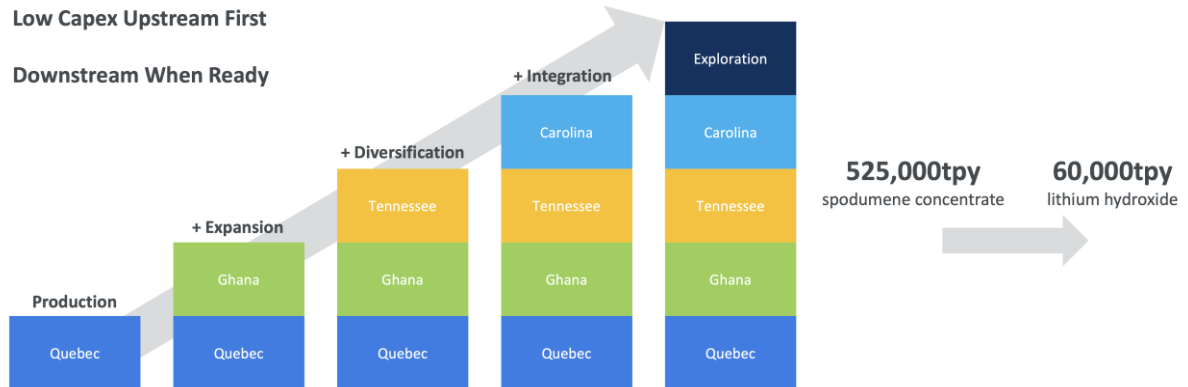 Low Capex Upstream First
Downstream When Ready
Production
Quebec
+ Expansion
Ghana
Quebec
+ Diversification
Tennessee
Ghana
Quebec
+ Integration
Carolina
Tennessee
Ghana
Quebec
Exploration
Carolina
Tennessee
Ghana
Quebec
525,000tpy
spodumene concentrate
60,000tpy
lithium hydroxide